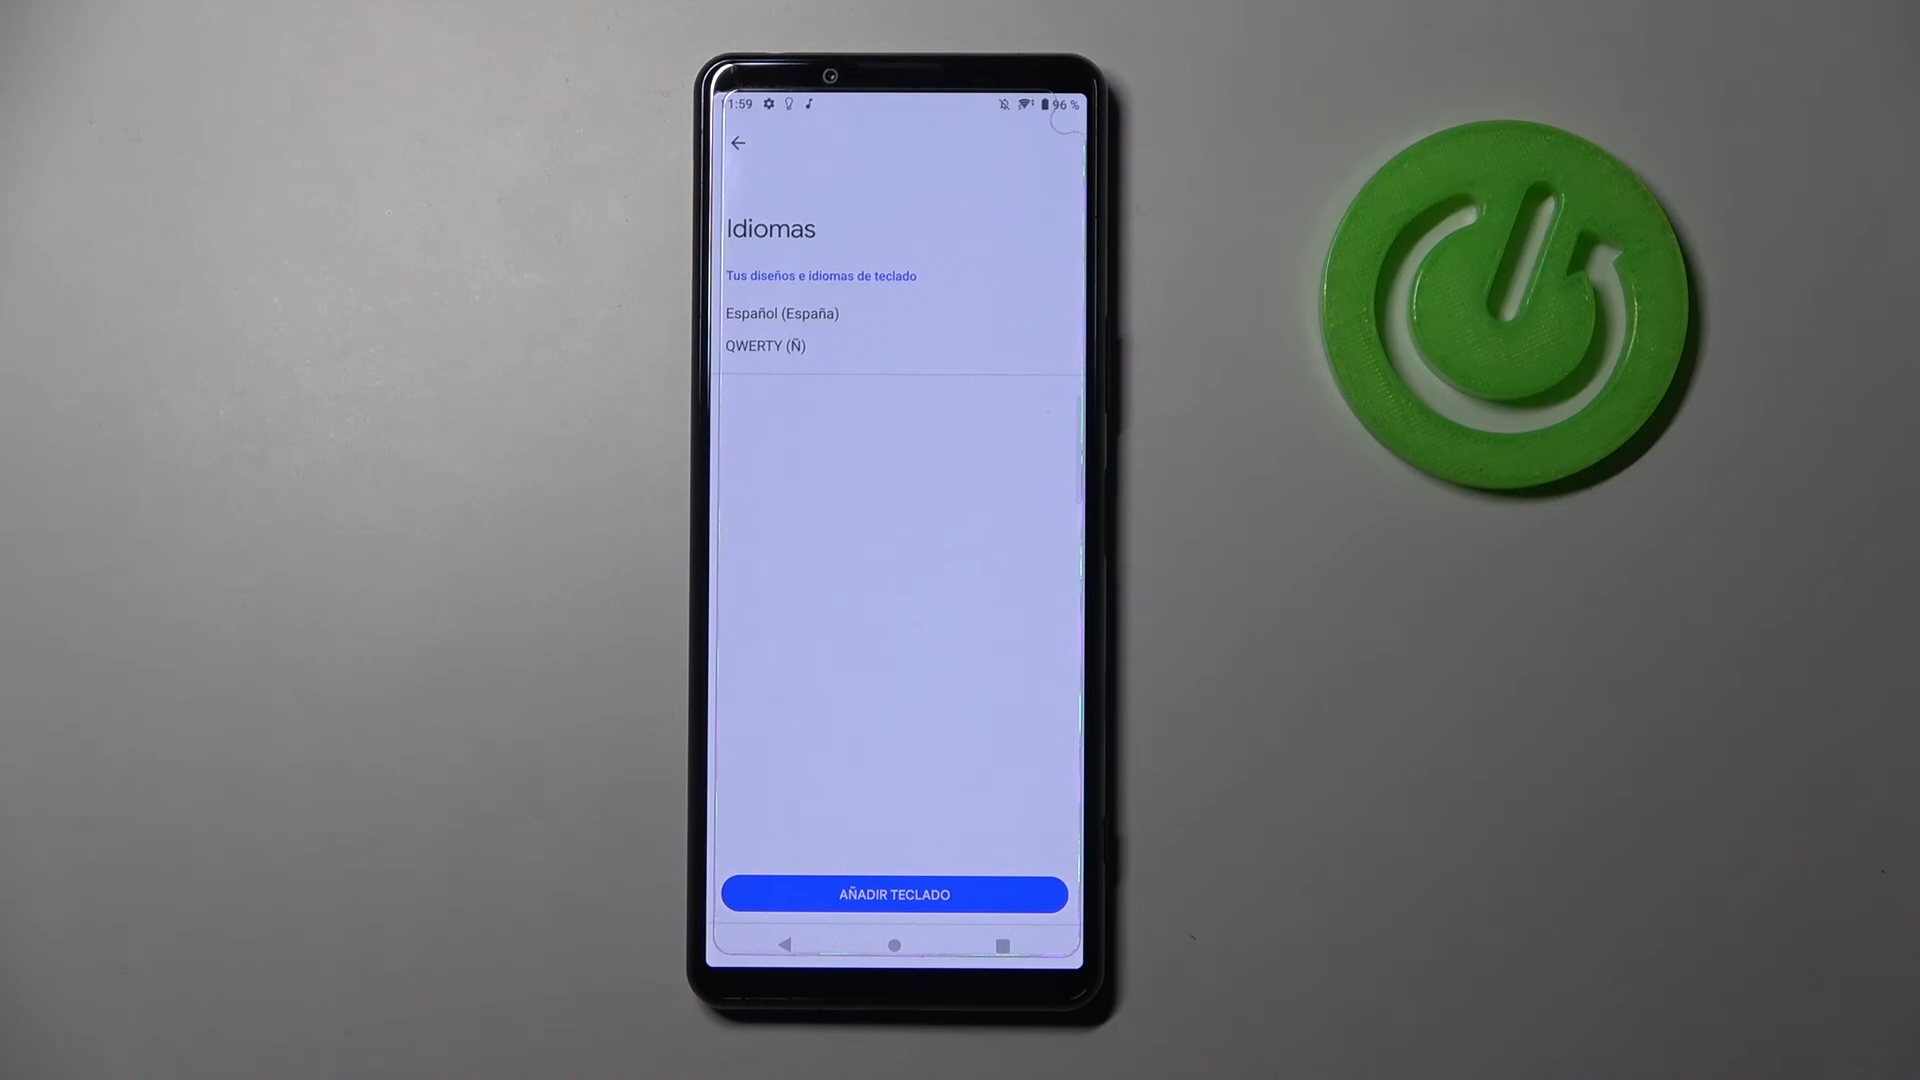 1:59 96 %
Idiomas
Tus diseños e idiomas de teclado
Español (España)
QWERTY (Ñ)
AÑADIR TECLADO